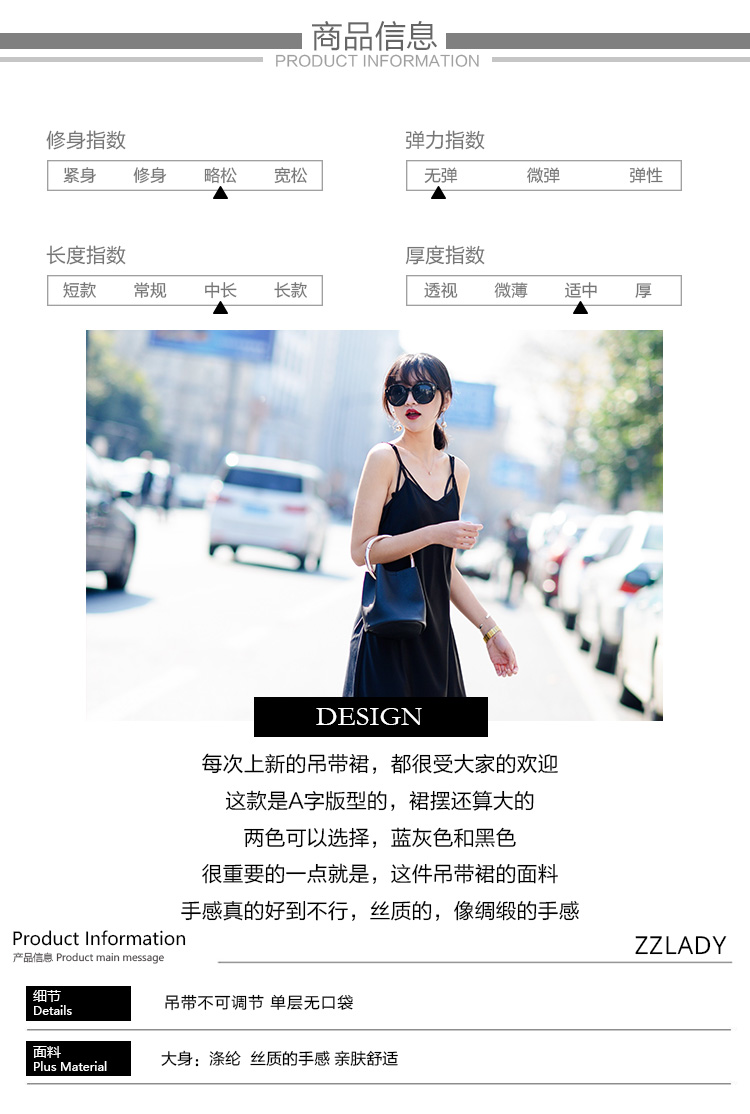 商品信息
PRODUCT INFORMATION
修身指数
紧身 修身 略松 宽松
弹力指数
无弹 微弹 弹性
长度指数
短款 常规 中长 长款
厚度指数
透视 微薄 适中 厚
DESIGN
每次上新的吊带裙，都很受大家的欢迎
这款是A字版型的，裙摆还算大的
两色可以选择，蓝灰色和黑色
很重要的一点就是，这件吊带裙的面料
手感真的好到不行，丝质的，像绸缎的手感
Product Information
产品信息 Product main message
ZZLADY
细节
Details
吊带不可调节 单层无口袋
面料
Plus Material
大身：涤纶 丝质的手感 亲肤舒适